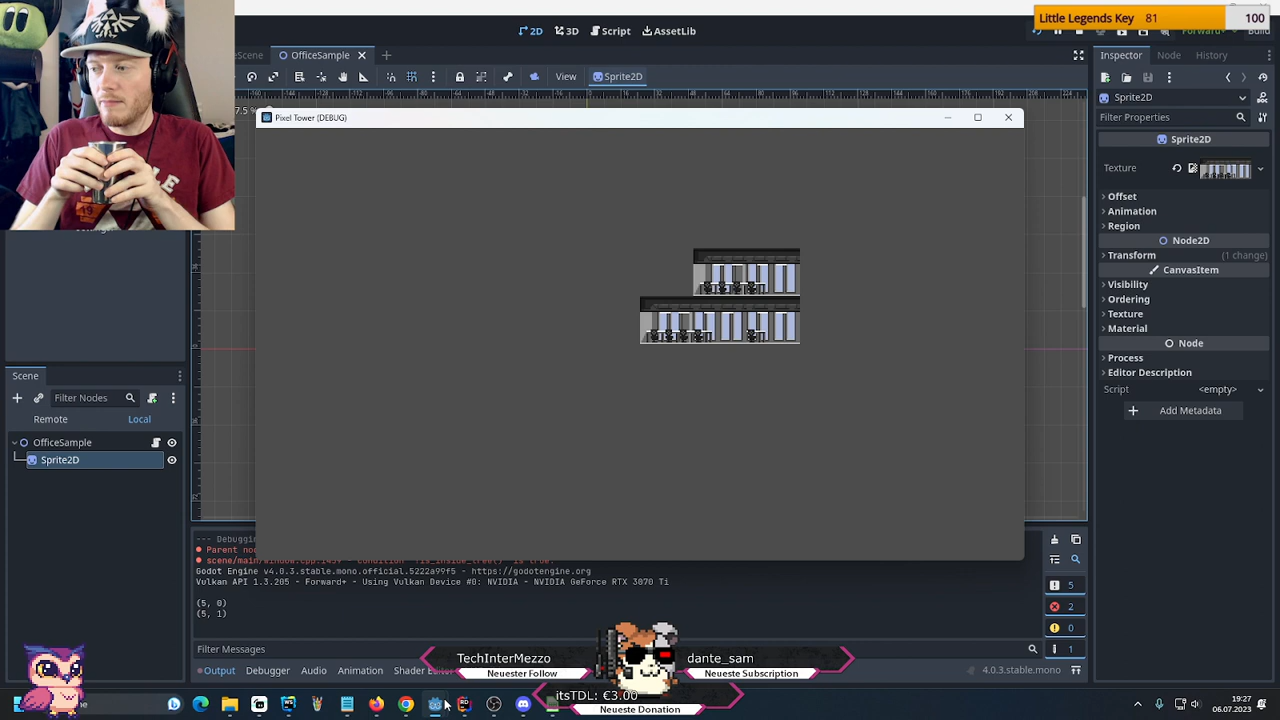 Little Legends Key 81 100
2D 3D Script AssetLib
Scene OfficeSample
View Sprite2D
Pixel Tower (DEBUG)
Inspector Node History
Sprite2D
Filter Properties
Sprite2D
Texture
Offset
Animation
Region
Node2D
Transform (1 change)
CanvasItem
Visibility
Ordering
Texture
Material
Node
Process
Editor Description
Script <empty>
Add Metadata
Scene
Filter Nodes
Remote Local
OfficeSample
Sprite2D
--- Debugging
Parent no
Godot Engine v4.0.3.stable.mono.official.5222a99f5 - https://godotengine.org
Vulkan API 1.3.205 - Forward+ - Using Vulkan Device #0: NVIDIA - NVIDIA GeForce RTX 3070 Ti
(5, 0)
(5, 1)
5
2
0
1
Filter Messages
Output Debugger Audio Animation Shader
4.0.3.stable.mono
TechInterMezzo
Neuester Follow
dante_sam
Neueste Subscription
itsTDL: €3.00
Neueste Donation
19:27
06.07.2023